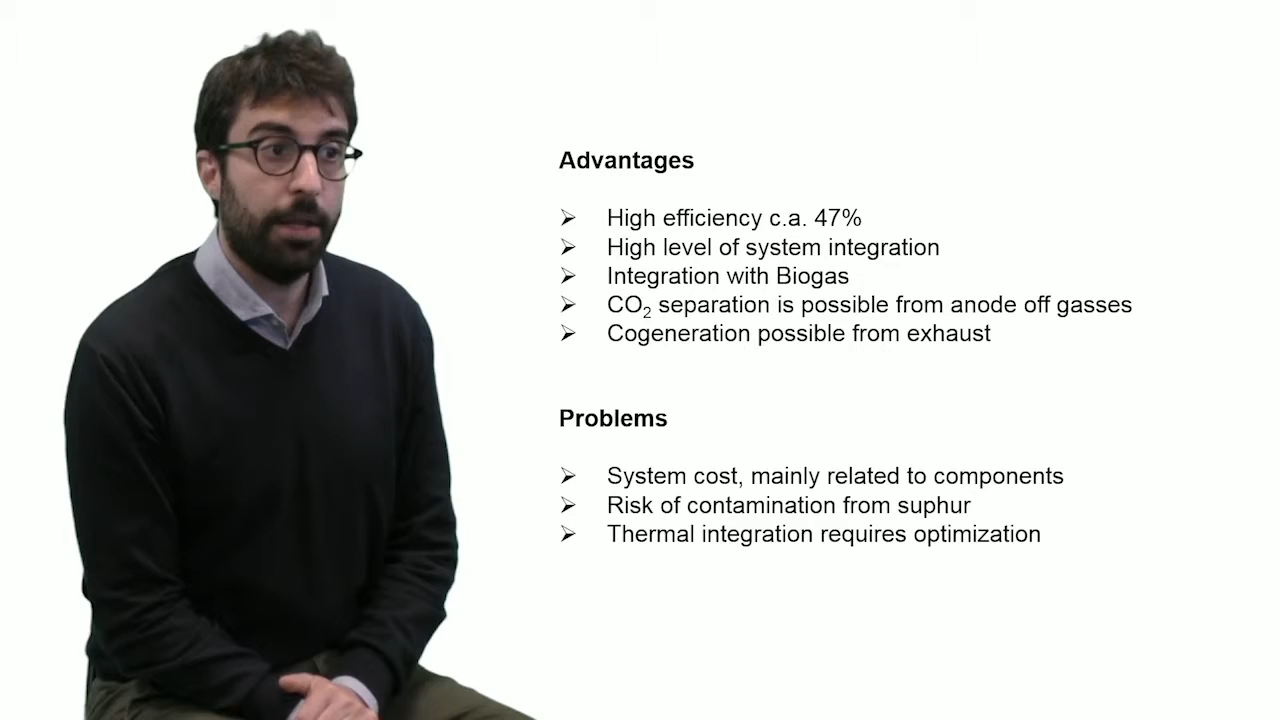 Advantages
➢ High efficiency c.a. 47%
➢ High level of system integration
➢ Integration with Biogas
➢ CO₂ separation is possible from anode off gasses
➢ Cogeneration possible from exhaust
Problems
➢ System cost, mainly related to components
➢ Risk of contamination from suphur
➢ Thermal integration requires optimization